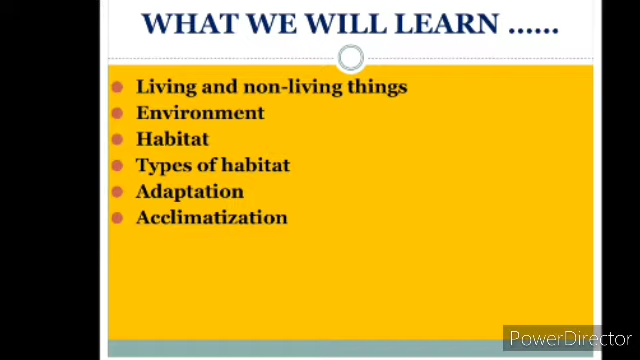 WHAT WE WILL LEARN ......
Living and non-living things
Environment
Habitat
Types of habitat
Adaptation
Acclimatization
PowerDirector